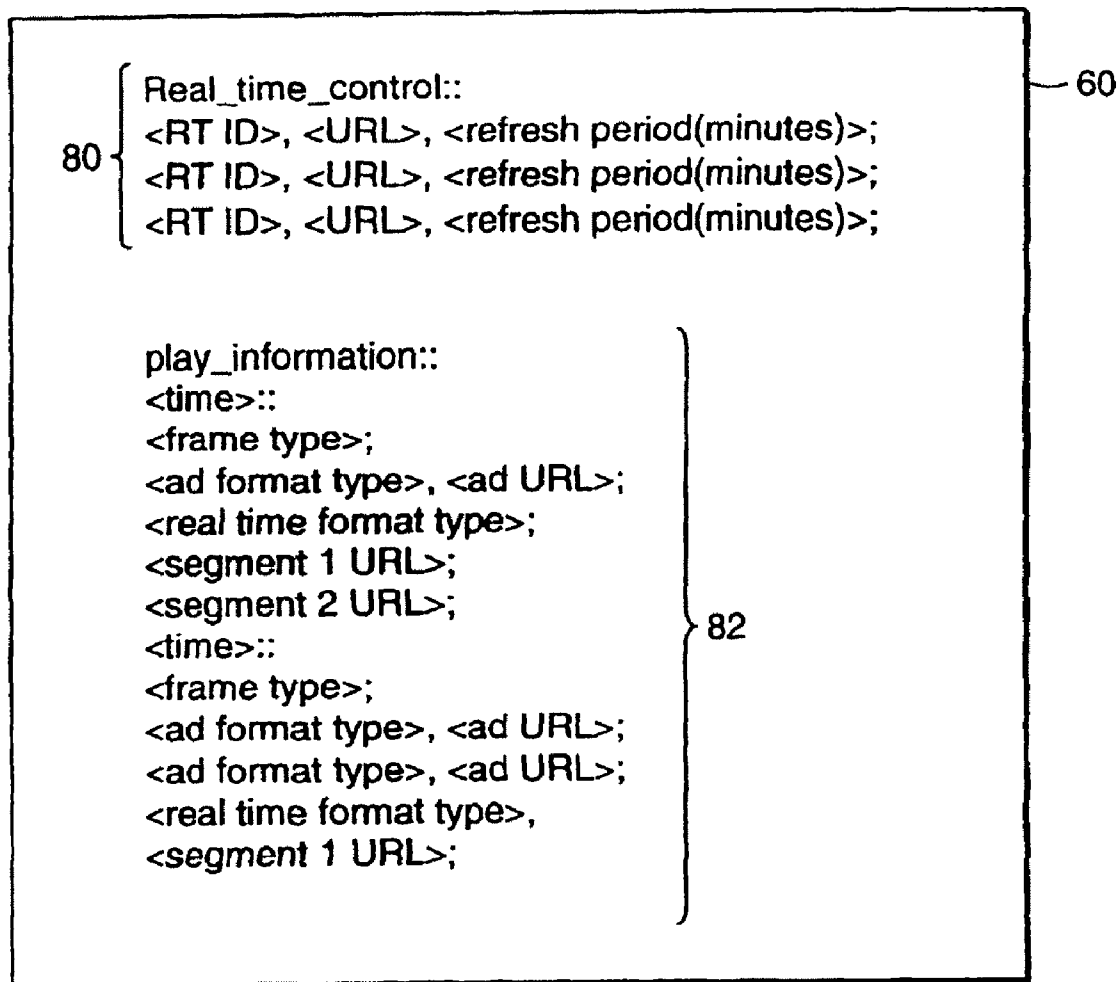 Real_time_control::
<RT ID>, <URL>, <refresh period(minutes)>;
<RT ID>, <URL>, <refresh period(minutes)>;
<RT ID>, <URL>, <refresh period(minutes)>;
80
60
play_information::
<time>::
<frame type>;
<ad format type>, <ad URL>;
<real time format type>;
<segment 1 URL>;
<segment 2 URL>;
<time>::
<frame type>;
<ad format type>, <ad URL>;
<ad format type>, <ad URL>;
<real time format type>,
<segment 1 URL>;
82